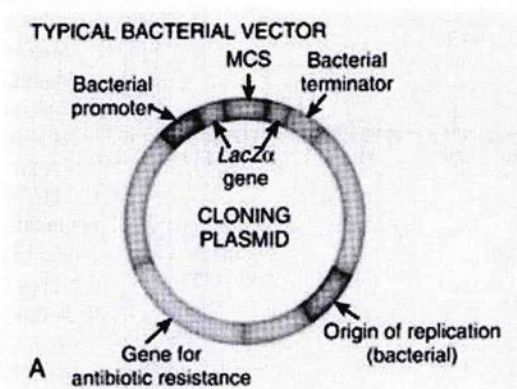 TYPICAL BACTERIAL VECTOR
MCS
Bacterial
terminator
Bacterial
promoter
LacZα
gene
CLONING
PLASMID
Origin of replication
(bacterial)
Gene for
antibiotic resistance
A